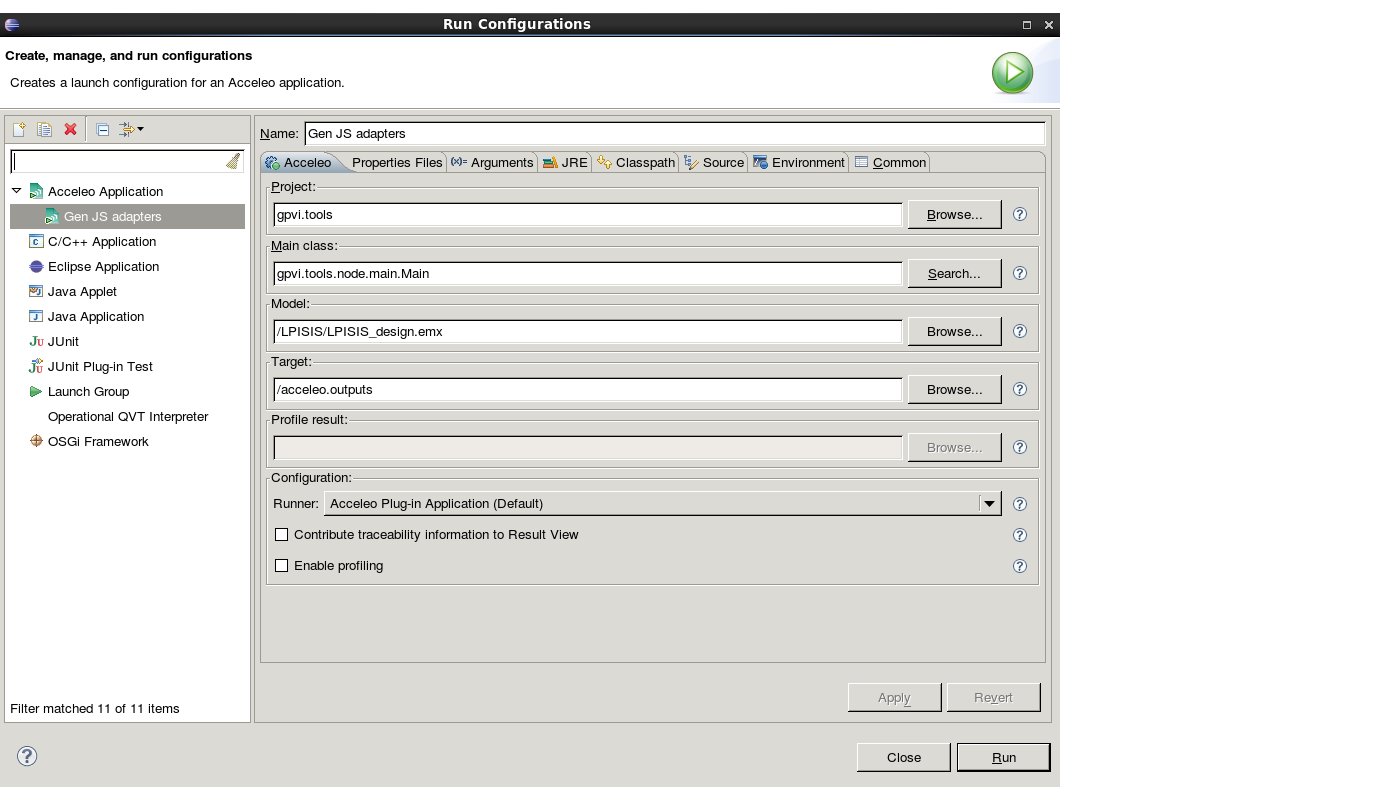 Run Configurations
Create, manage, and run configurations
Creates a launch configuration for an Acceleo application.
Name: Gen JS adapters
Acceleo Properties Files (x)= Arguments JRE Classpath Source Environment Common
Acceleo Application
Gen JS adapters
C/C++ Application
Eclipse Application
Java Applet
Java Application
JUnit
JUnit Plug-in Test
Launch Group
Operational QVT Interpreter
OSGi Framework
Filter matched 11 of 11 items
Project:
gpvi.tools Browse...
Main class:
gpvi.tools.node.main.Main Search...
Model:
/LPISIS/LPISIS_design.emx Browse...
Target:
/acceleo.outputs Browse...
Profile result:
Browse...
Configuration:
Runner: Acceleo Plug-in Application (Default)
Contribute traceability information to Result View
Enable profiling
Apply Revert
Close Run